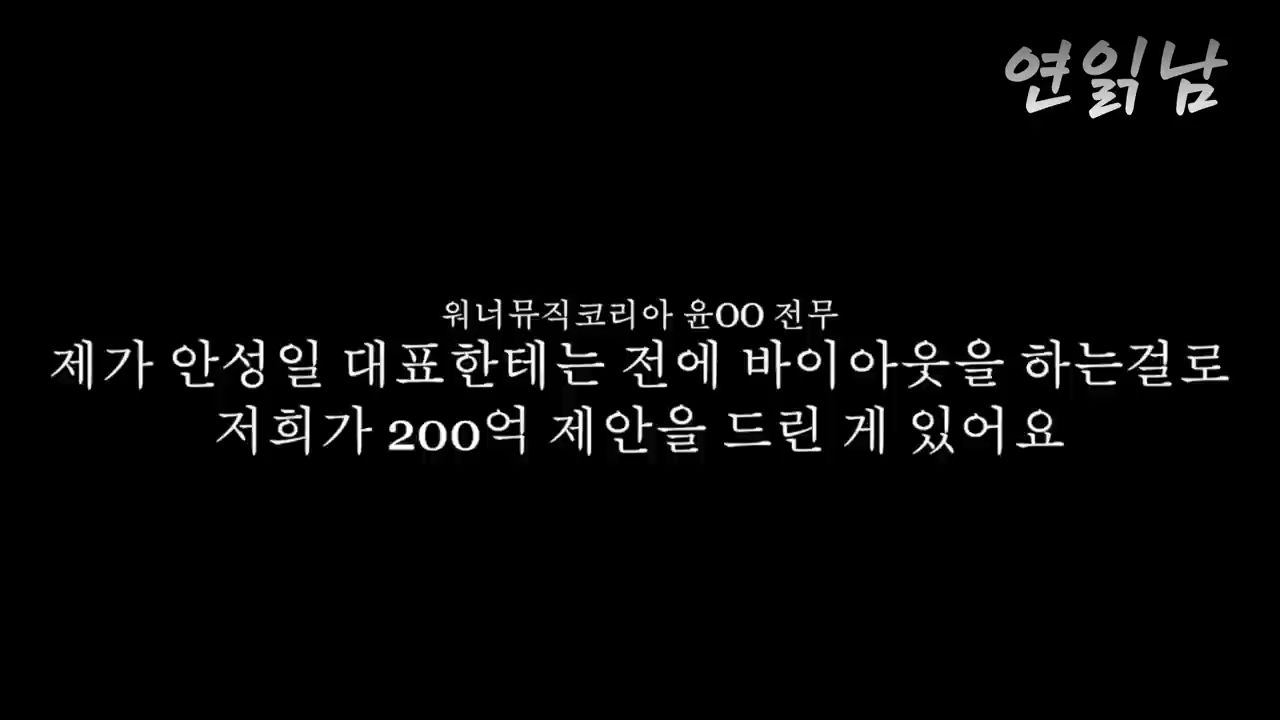 연읽남
워너뮤직코리아 윤OO 전무
제가 안성일 대표한테는 전에 바이아웃을 하는걸로
저희가 200억 제안을 드린 게 있어요